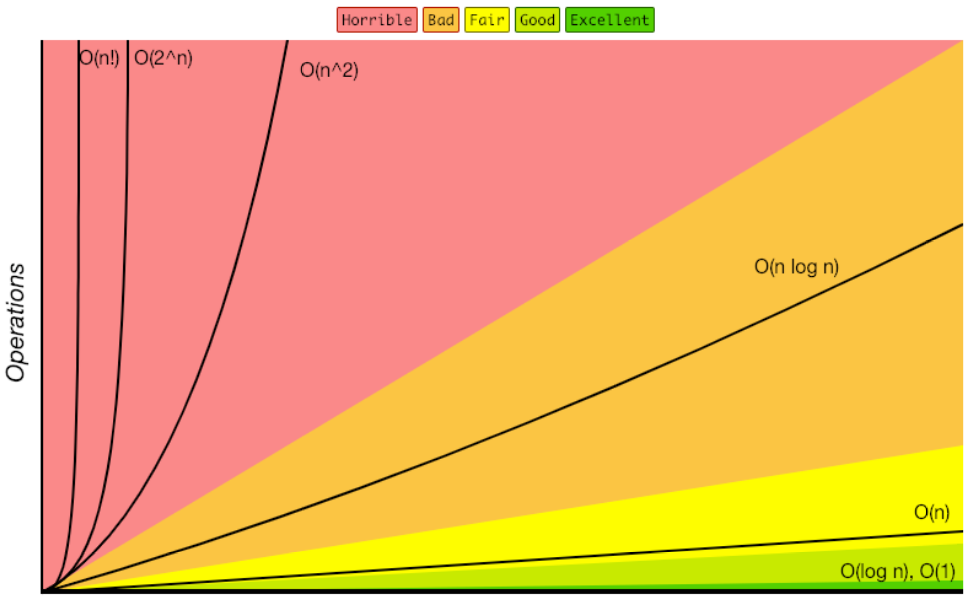 Horrible Bad Fair Good Excellent
O(n!) O(2^n)
O(n^2)
O(n log n)
Operations
O(n)
O(log n), O(1)